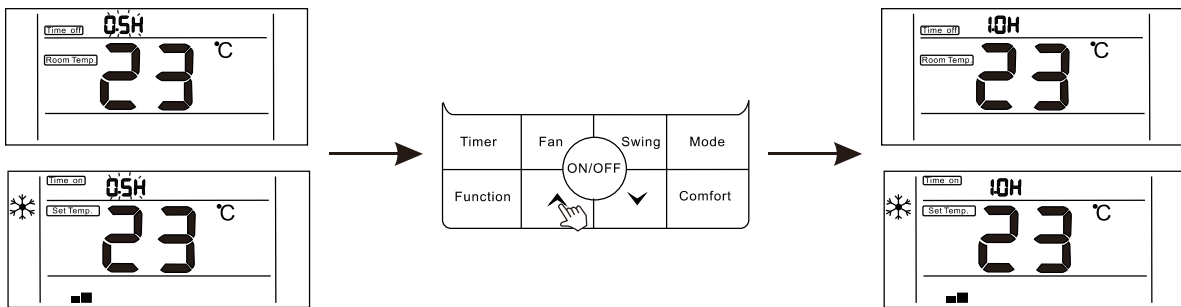 Time off 0.5H
Room Temp. 23 °C
Time on 0.5H
Set Temp. 23 °C
Timer Fan Swing Mode
ON/OFF
Function Comfort
Time off 1.0H
Room Temp. 23 °C
Time on 1.0H
Set Temp. 23 °C